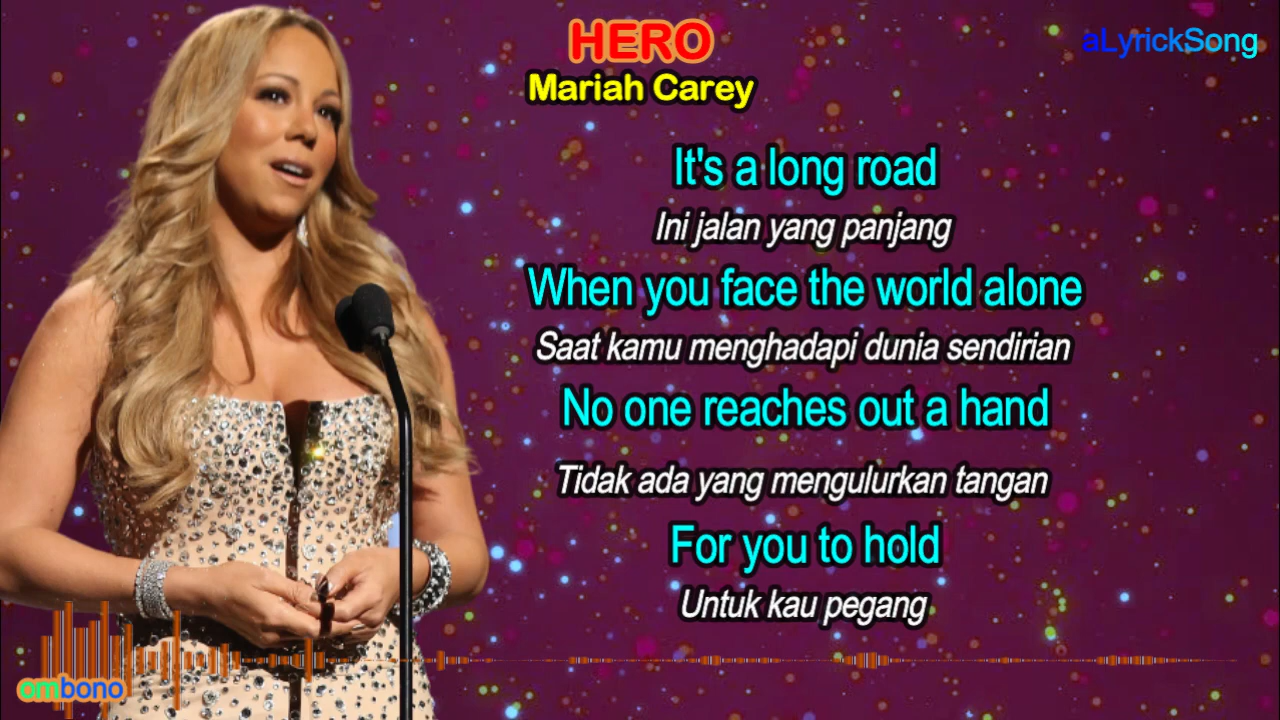 HERO
aLyrickSong
Mariah Carey
It's a long road
Ini jalan yang panjang
When you face the world alone
Saat kamu menghadapi dunia sendirian
No one reaches out a hand
Tidak ada yang mengulurkan tangan
For you to hold
Untuk kau pegang
ombono